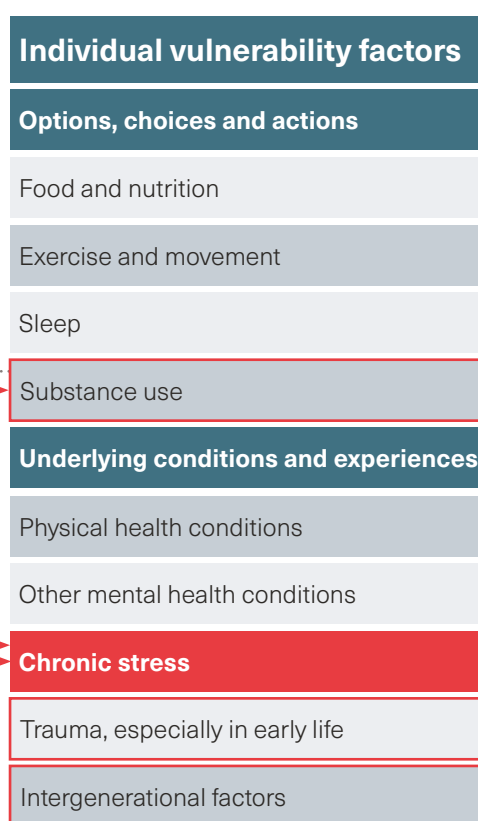 Individual vulnerability factors
Options, choices and actions
Food and nutrition
Exercise and movement
Sleep
Substance use
Underlying conditions and experiences
Physical health conditions
Other mental health conditions
Chronic stress
Trauma, especially in early life
Intergenerational factors